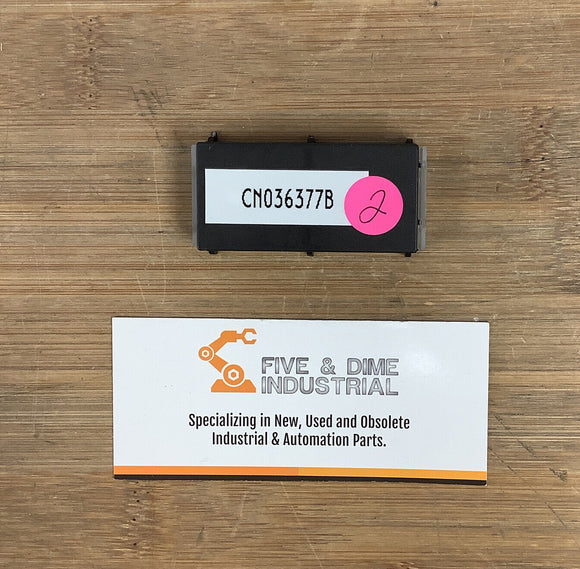 CN036377B
2
FIVE & DIME
INDUSTRIAL
Specializing in New, Used and Obsolete
Industrial & Automation Parts.